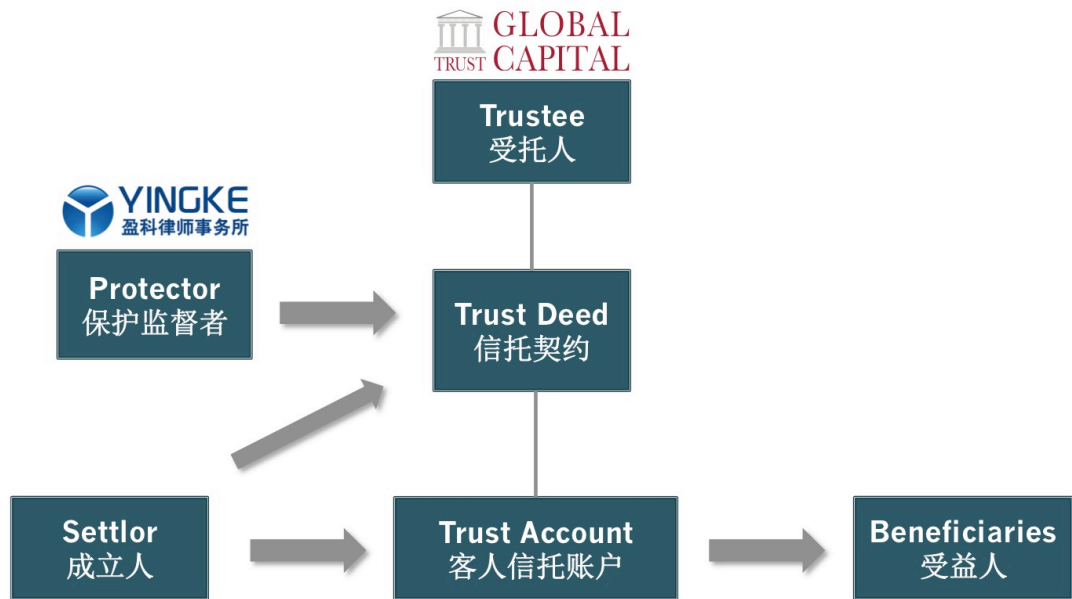 GLOBAL
TRUST CAPITAL
Trustee
受托人
YINGKE
盈科律师事务所
Protector
保护监督者
Trust Deed
信托契约
Settlor
成立人
Trust Account
客人信托账户
Beneficiaries
受益人